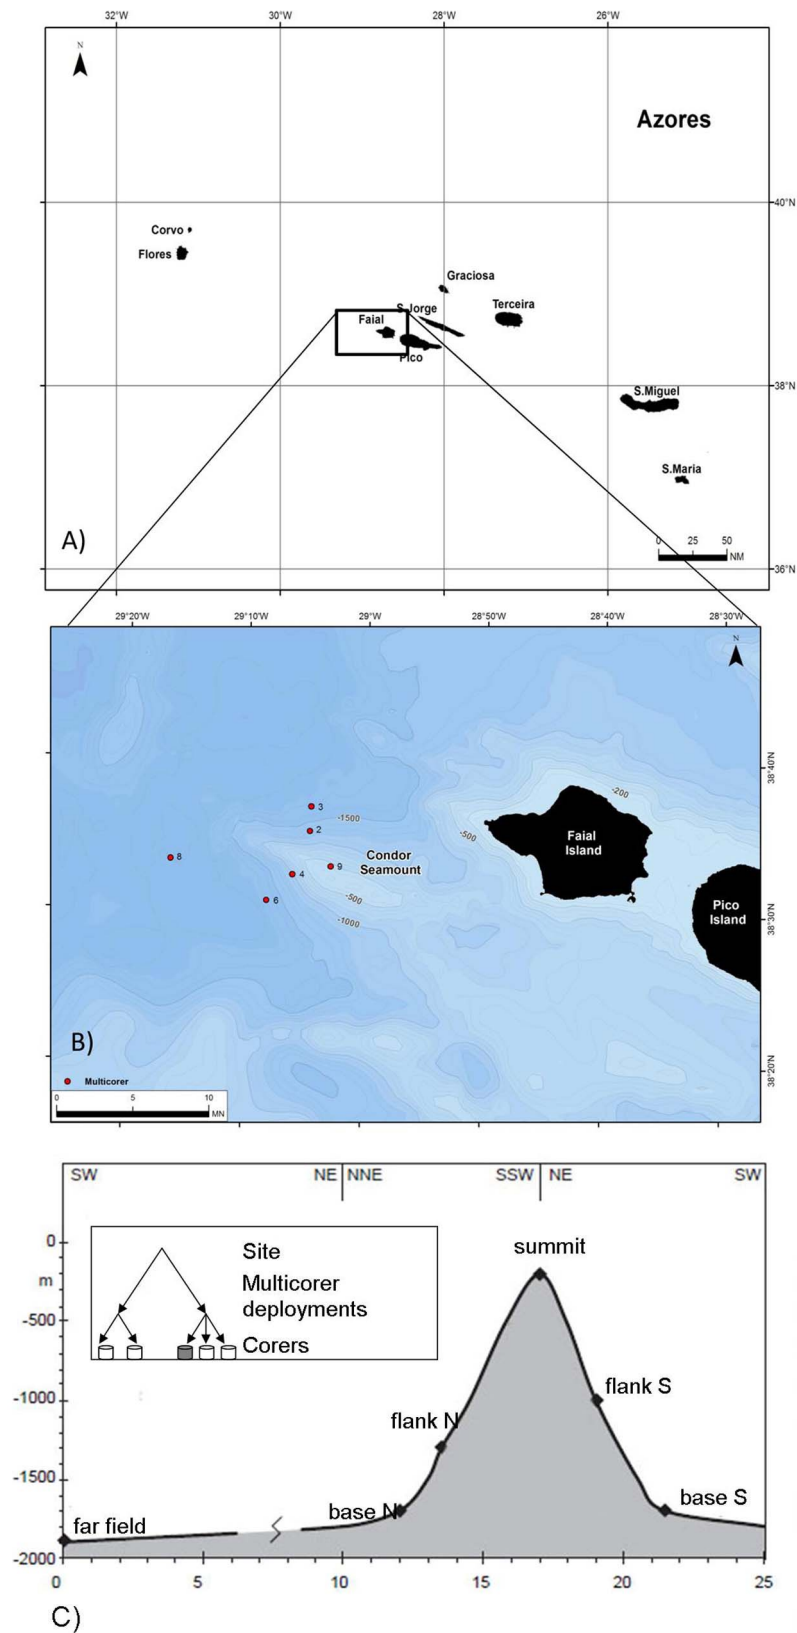 32°W 30°W 28°W 26°W
N
Azores
40°N
Corvo
Flores
Graciosa
S.Jorge
Terceira
Faial
Pico
38°N
S.Miguel
S.Maria
A)
0 25 50
NM
36°N
29°20'W 29°10'W 29°W 28°50'W 28°40'W 28°30'W
N
38°40'N
-200
3
-1500
2
-500
Faial
Island
8
Condor
Seamount
9
4
-500
6
-1000
Pico
Island
38°30'N
B)
38°20'N
Multicorer
0 5 10
MN
SW NE NNE SSW NE SW
0
m
-500
-1000
-1500
-2000
Site
Multicorer
deployments
Corers
summit
flank S
flank N
base N
base S
far field
0 5 10 15 20 25
C)